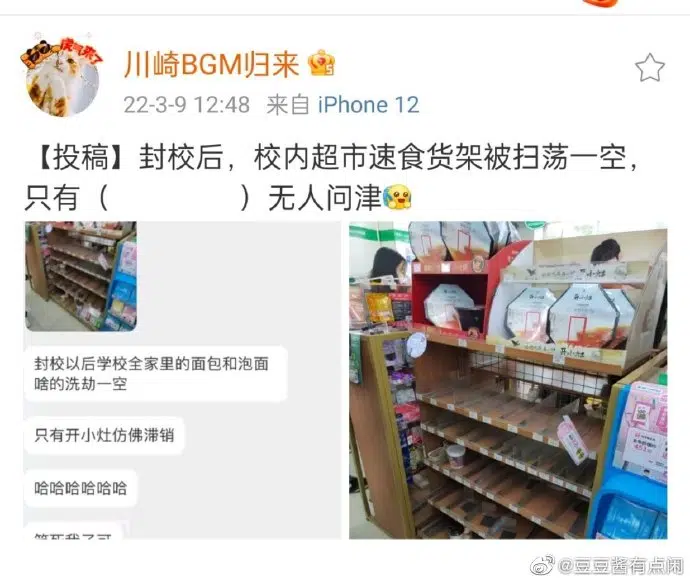 川崎BGM归来
22-3-9 12:48 来自 iPhone 12
【投稿】封校后，校内超市速食货架被扫荡一空，
只有（ ）无人问津
封校以后学校全家里的面包和泡面
啥的洗劫一空
只有开小灶仿佛滞销
哈哈哈哈哈哈
开小灶
开小灶
@豆豆酱有点闲